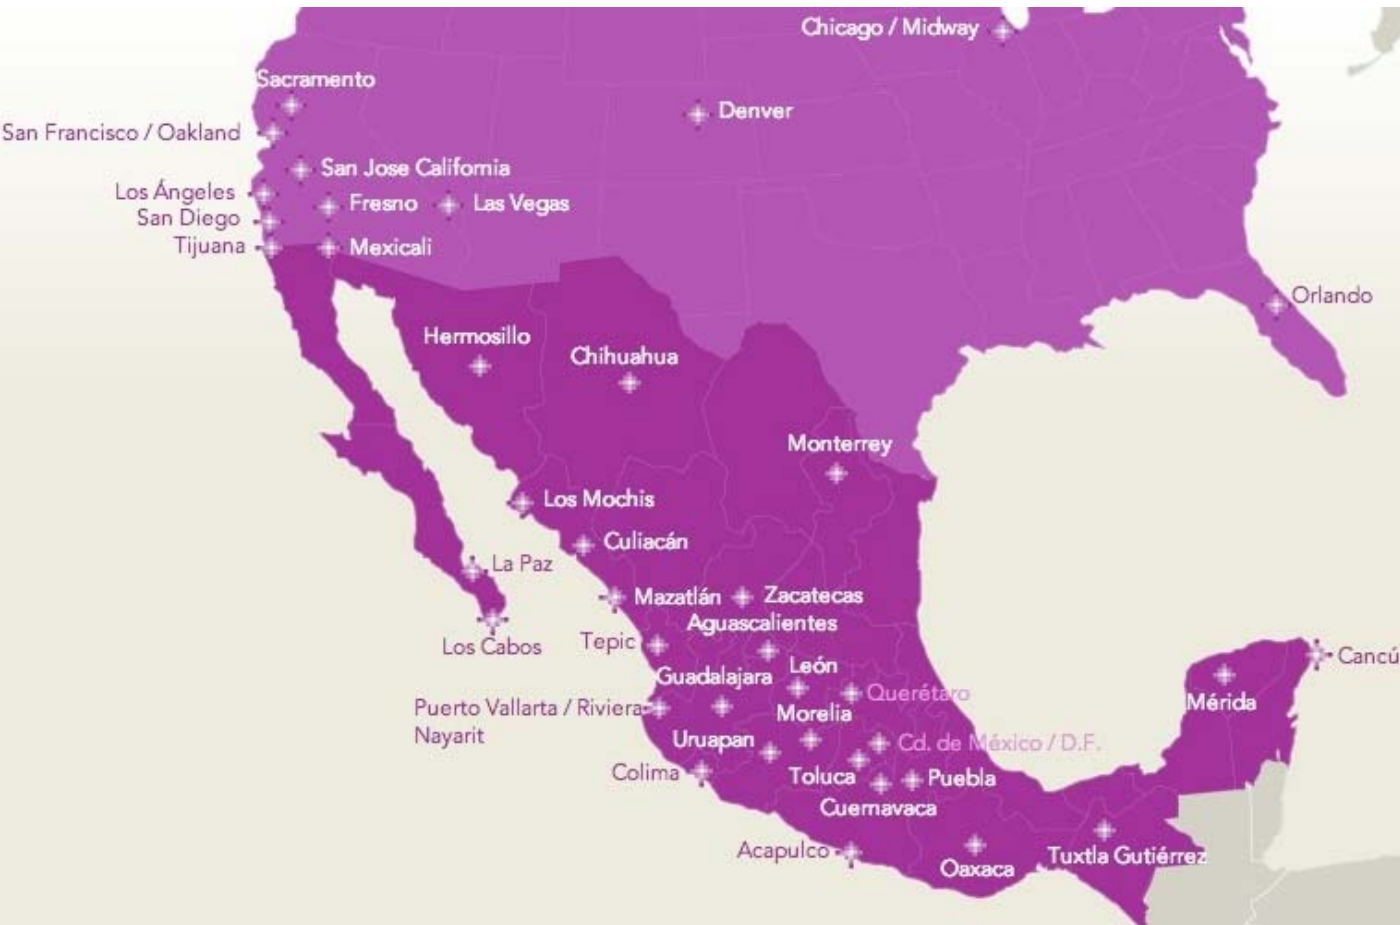 Chicago / Midway
Sacramento
Denver
San Francisco / Oakland
San Jose California
Los Ángeles
Fresno
Las Vegas
San Diego
Tijuana
Mexicali
Orlando
Hermosillo
Chihuahua
Monterrey
Los Mochis
Culiacán
La Paz
Mazatlán
Zacatecas
Aguascalientes
Los Cabos
Tepic
León
Cancú
Guadalajara
Querétaro
Mérida
Puerto Vallarta / Riviera
Nayarit
Morelia
Uruapan
Cd. de México / D.F.
Colima
Toluca
Puebla
Cuernavaca
Acapulco
Oaxaca
Tuxtla Gutiérrez